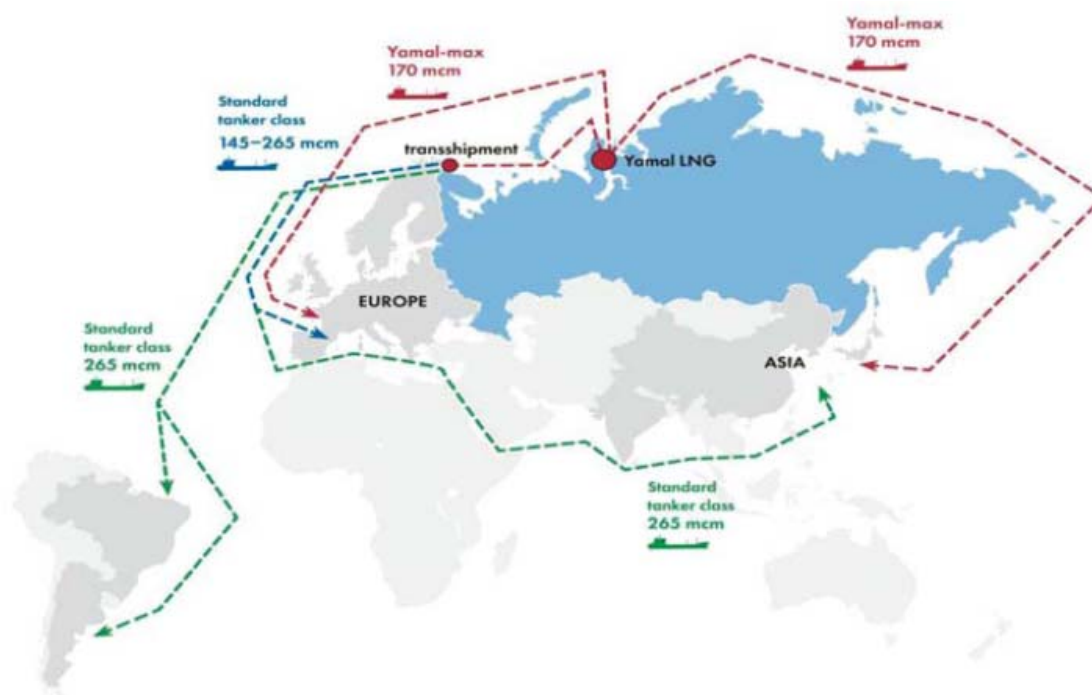 Yamal-max
170 mcm
Yamal-max
170 mcm
Standard
tanker class
145–265 mcm
transshipment
Yamal LNG
EUROPE
Standard
tanker class
265 mcm
ASIA
Standard
tanker class
265 mcm